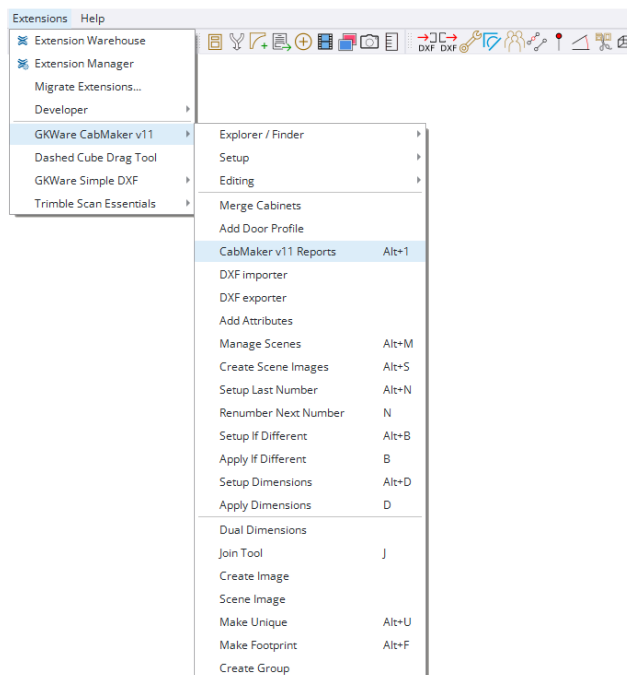 Extensions Help
Extension Warehouse
Extension Manager
Migrate Extensions...
Developer
GKWare CabMaker v11
Dashed Cube Drag Tool
GKWare Simple DXF
Trimble Scan Essentials
DXF DXF
Explorer / Finder
Setup
Editing
Merge Cabinets
Add Door Profile
CabMaker v11 Reports Alt+1
DXF importer
DXF exporter
Add Attributes
Manage Scenes Alt+M
Create Scene Images Alt+S
Setup Last Number Alt+N
Renumber Next Number N
Setup If Different Alt+B
Apply If Different B
Setup Dimensions Alt+D
Apply Dimensions D
Dual Dimensions
Join Tool J
Create Image
Scene Image
Make Unique Alt+U
Make Footprint Alt+F
Create Group